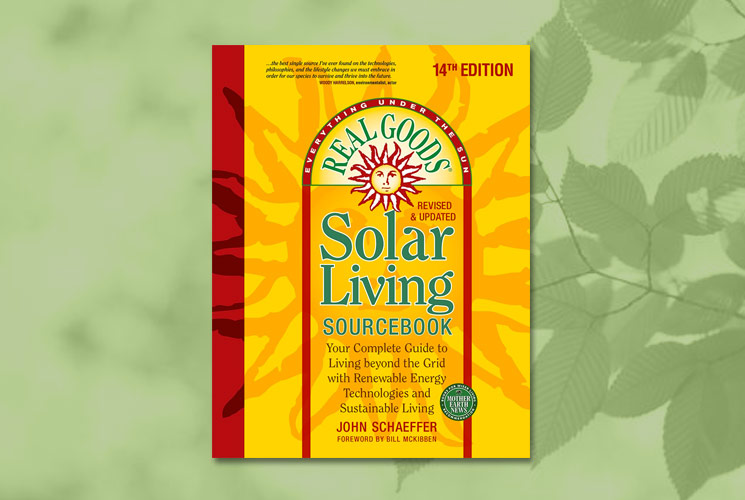 ...the best single source I've ever found on the technologies,
philosophies, and the lifestyle changes we must embrace in
order for our species to survive and thrive into the future.
WOODY HARRELSON, environmentalist, actor
14TH EDITION
EVERYTHING UNDER THE SUN
REAL GOODS®
REVISED
& UPDATED
Solar
Living
SOURCEBOOK
Your Complete Guide to
Living beyond the Grid
with Renewable Energy
Technologies and
Sustainable Living
MOTHER
EARTH
NEWS
JOHN SCHAEFFER
FOREWORD BY BILL MCKIBBEN